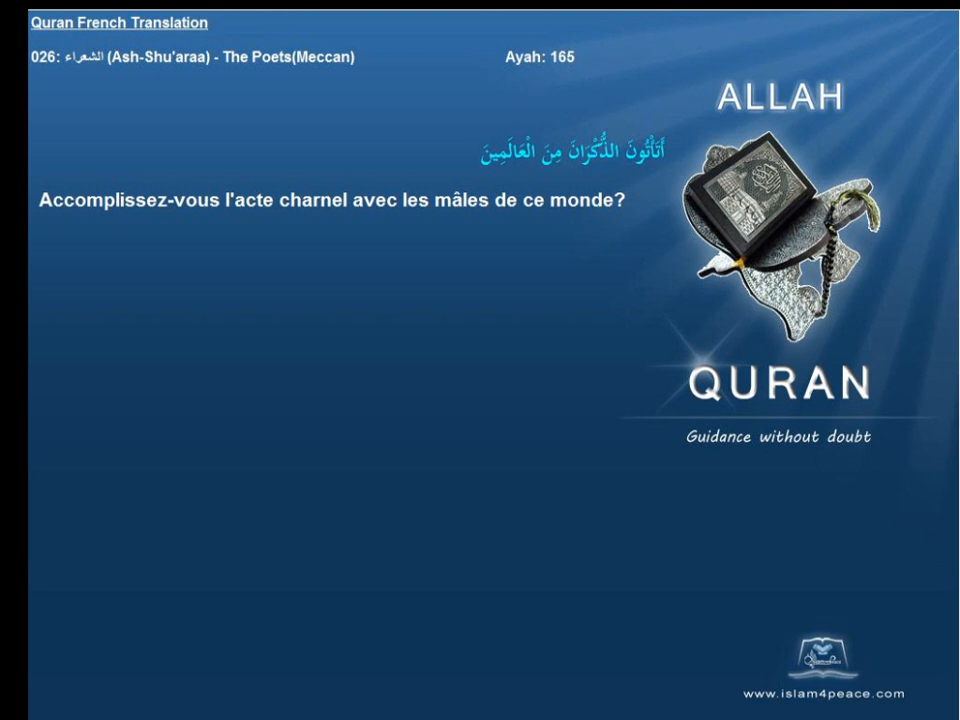 Quran French Translation
026: الشعراء (Ash-Shu'araa) - The Poets(Meccan) Ayah: 165
ALLAH
أَتَأْتُونَ الذُّكْرَانَ مِنَ الْعَالَمِينَ
Accomplissez-vous l'acte charnel avec les mâles de ce monde?
QURAN
Guidance without doubt
www.islam4peace.com